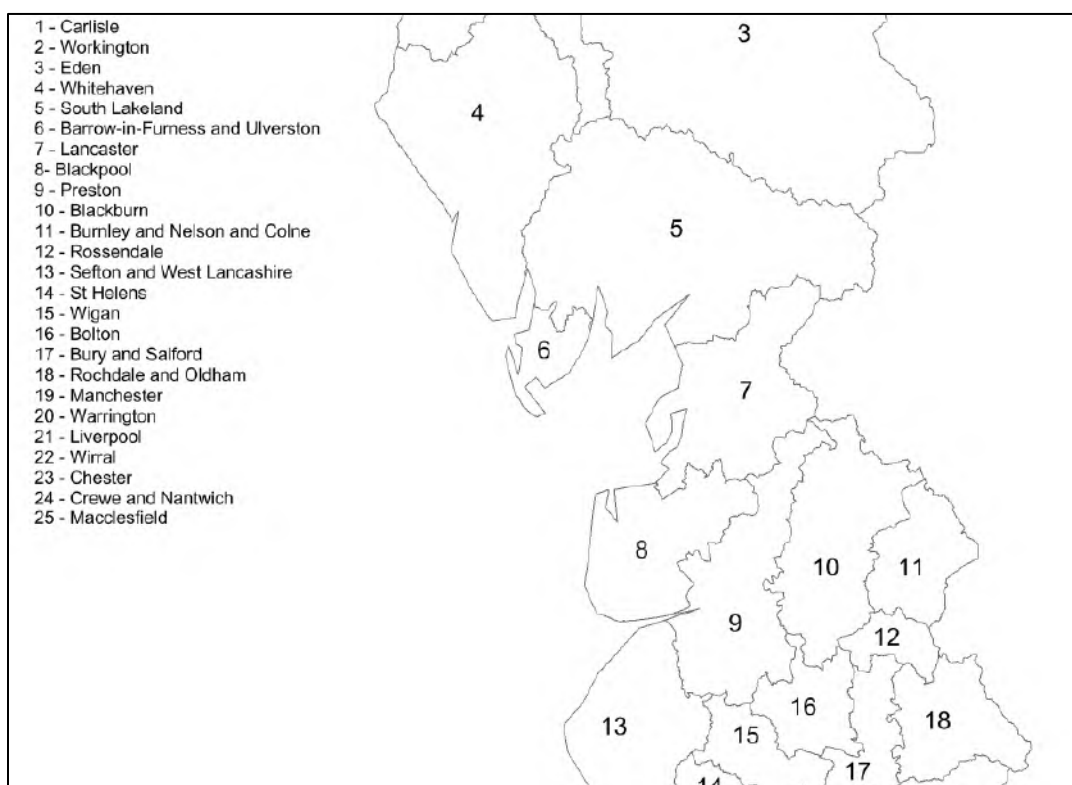 1 - Carlisle
2 - Workington
3 - Eden
4 - Whitehaven
5 - South Lakeland
6 - Barrow-in-Furness and Ulverston
7 - Lancaster
8- Blackpool
9 - Preston
10 - Blackburn
11 - Burnley and Nelson and Colne
12 - Rossendale
13 - Sefton and West Lancashire
14 - St Helens
15 - Wigan
16 - Bolton
17 - Bury and Salford
18 - Rochdale and Oldham
19 - Manchester
20 - Warrington
21 - Liverpool
22 - Wirral
23 - Chester
24 - Crewe and Nantwich
25 - Macclesfield
3
4
5
6
7
8
10
11
9
12
16
13
15
18
17
14